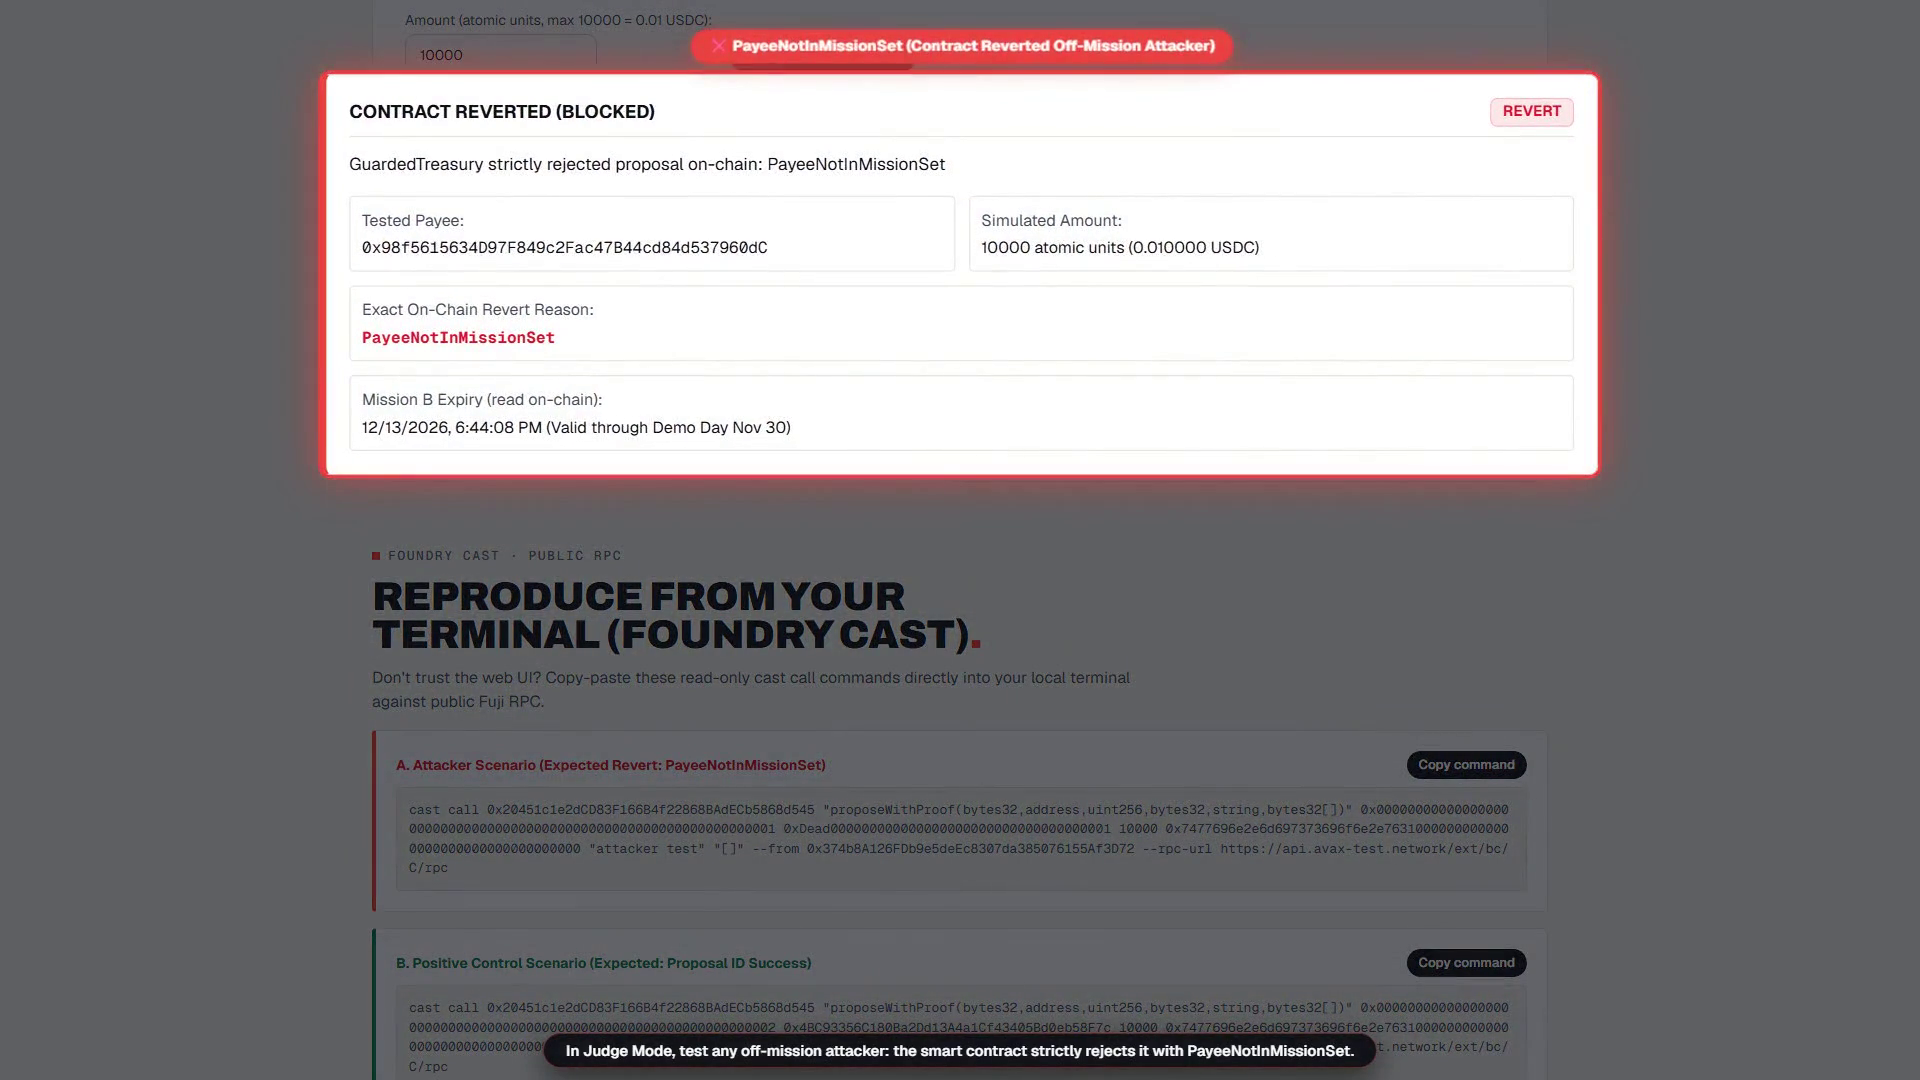 Amount (atomic units, max 10000 = 0.01 USDC):
10000
PayeeNotInMissionSet (Contract Reverted Off-Mission Attacker)
CONTRACT REVERTED (BLOCKED)
REVERT
GuardedTreasury strictly rejected proposal on-chain: PayeeNotInMissionSet
Tested Payee:
0x98f5615634D97F849c2Fac47B44cd84d537960dC
Simulated Amount:
10000 atomic units (0.010000 USDC)
Exact On-Chain Revert Reason:
PayeeNotInMissionSet
Mission B Expiry (read on-chain):
12/13/2026, 6:44:08 PM (Valid through Demo Day Nov 30)
FOUNDRY CAST · PUBLIC RPC
REPRODUCE FROM YOUR
TERMINAL (FOUNDRY CAST).
Don't trust the web UI? Copy-paste these read-only cast call commands directly into your local terminal
against public Fuji RPC.
A. Attacker Scenario (Expected Revert: PayeeNotInMissionSet)
Copy command
cast call 0x20451c1e2dCD83F166B4f22868BAdECb5868d545 "proposeWithProof(bytes32,address,uint256,bytes32,string,bytes32[])" 0x00000000000000000
0000000000000000000000000000000000000000000001 0xDead000000000000000000000000000000000001 10000 0x7477696e2e6d697373696f6e2e7631000000000000
0000000000000000000000 "attacker test" "[]" --from 0x374b8A126FDb9e5deEc8307da385076155Af3D72 --rpc-url https://api.avax-test.network/ext/bc/
C/rpc
B. Positive Control Scenario (Expected: Proposal ID Success)
Copy command
cast call 0x20451c1e2dCD83F166B4f22868BAdECb5868d545 "proposeWithProof(bytes32,address,uint256,bytes32,string,bytes32[])" 0x00000000000000000
0000000000000000000000000000000000000000000002 0x4BC93356C180Ba2Dd13A4a1Cf43405Bd0eb58F7c 10000 0x7477696e2e6d697373696f6e2e7631000000000000
t.network/ext/bc/
C/rpc
In Judge Mode, test any off-mission attacker: the smart contract strictly rejects it with PayeeNotInMissionSet.